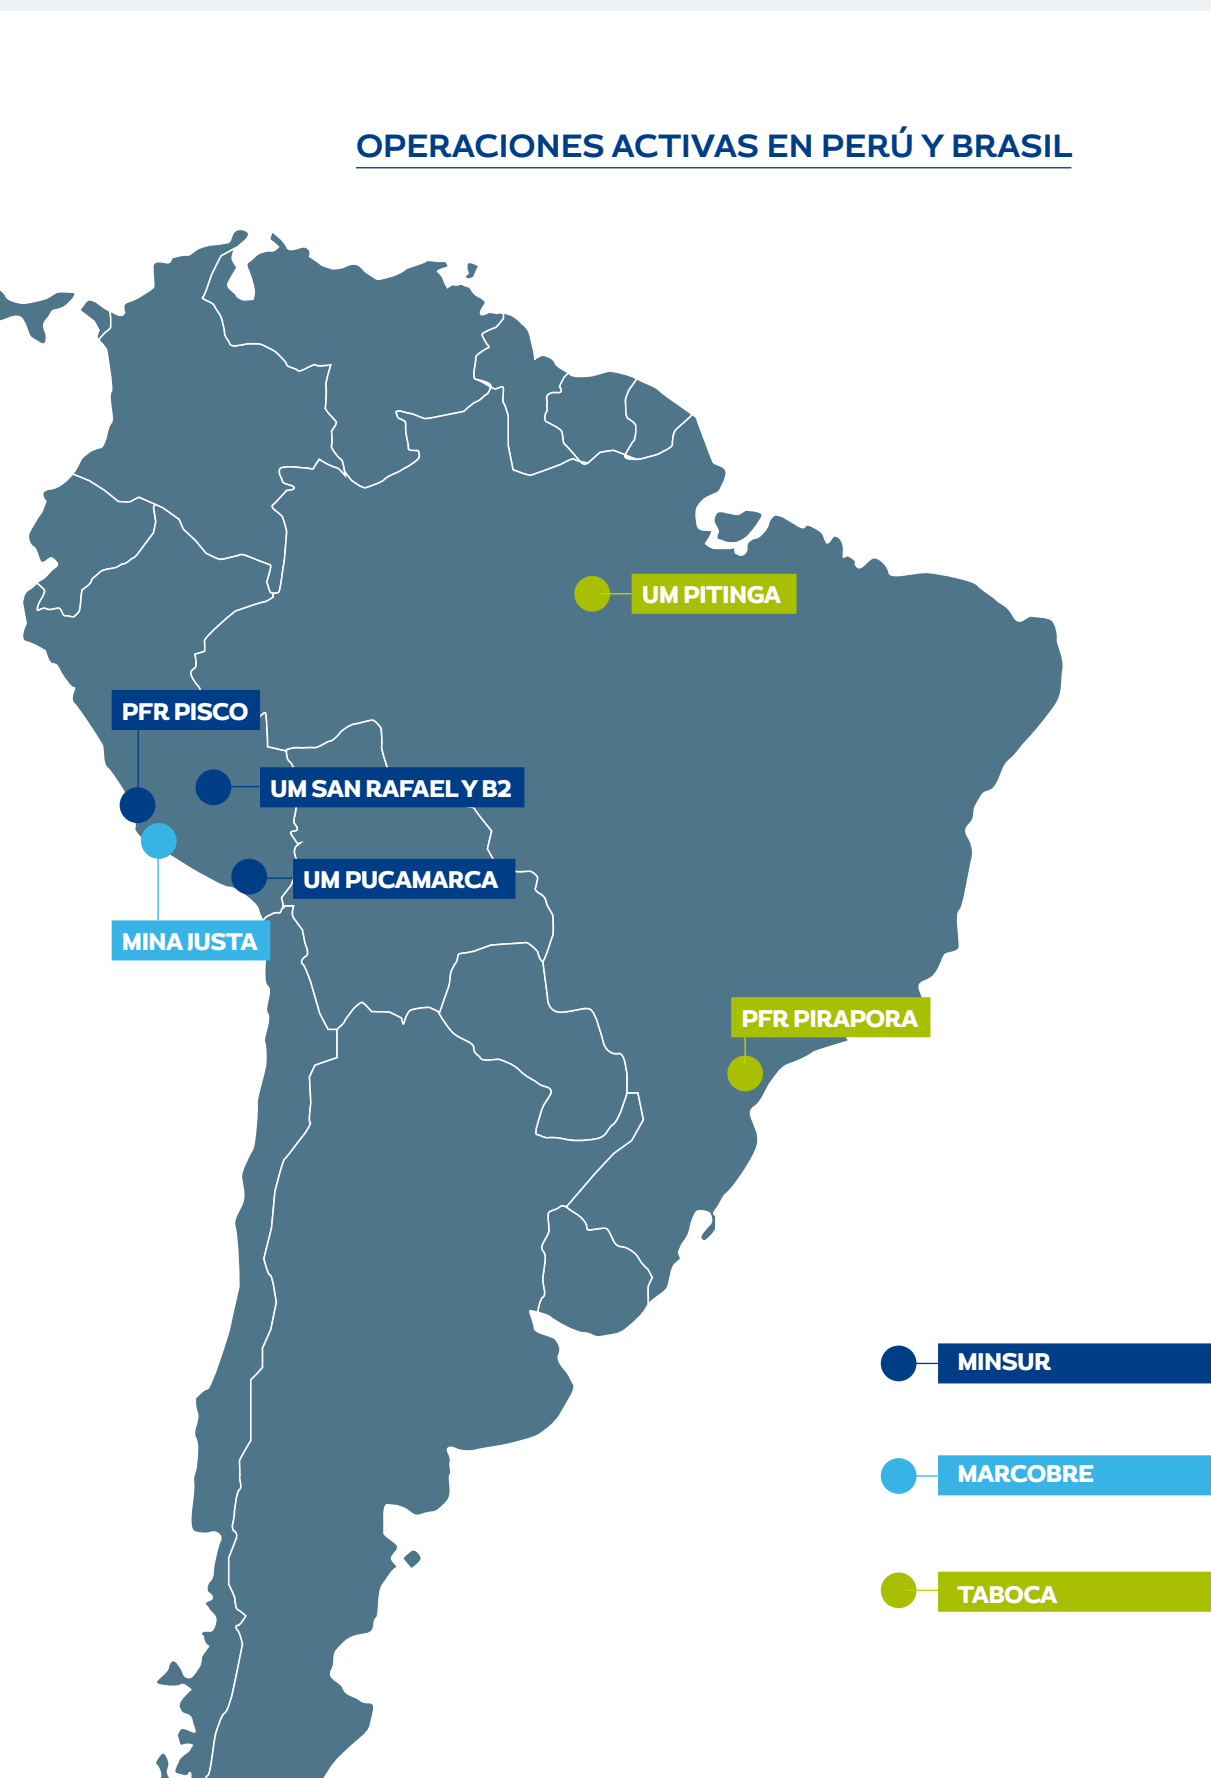 OPERACIONES ACTIVAS EN PERÚ Y BRASIL
UM PITINGA
PFR PISCO
UM SAN RAFAEL Y B2
UM PUCAMARCA
MINA JUSTA
PFR PIRAPORA
MINSUR
MARCOBRE
TABOCA